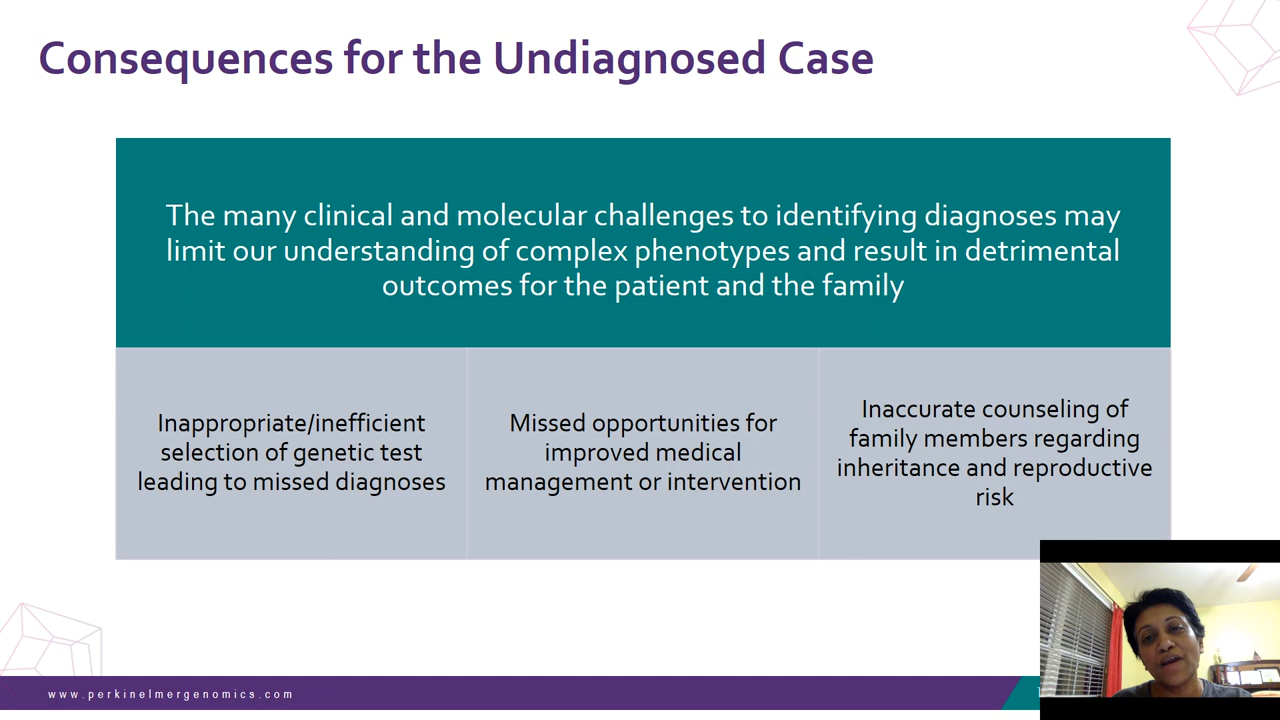 Consequences for the Undiagnosed Case
The many clinical and molecular challenges to identifying diagnoses may
limit our understanding of complex phenotypes and result in detrimental
outcomes for the patient and the family
Inappropriate/inefficient
selection of genetic test
leading to missed diagnoses
Missed opportunities for
improved medical
management or intervention
Inaccurate counseling of
family members regarding
inheritance and reproductive
risk
www.perkinelmergenomics.com